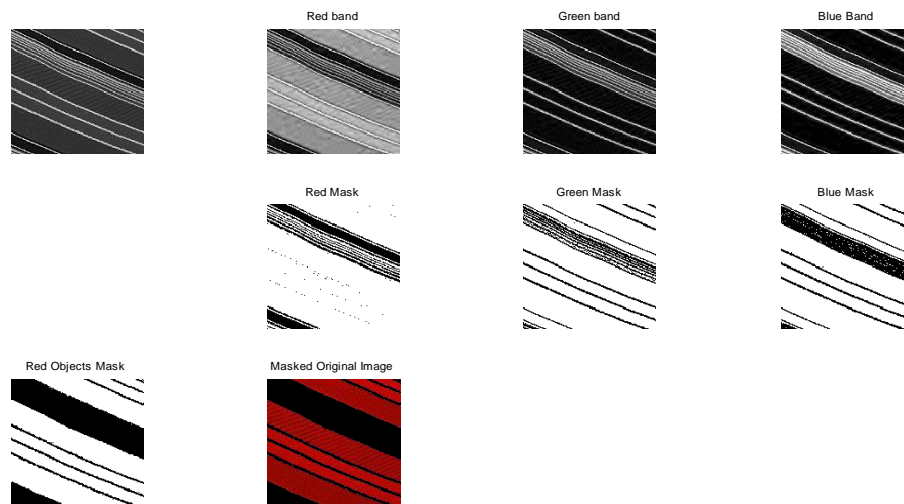 Red band
Green band
Blue Band
Red Mask
Green Mask
Blue Mask
Red Objects Mask
Masked Original Image